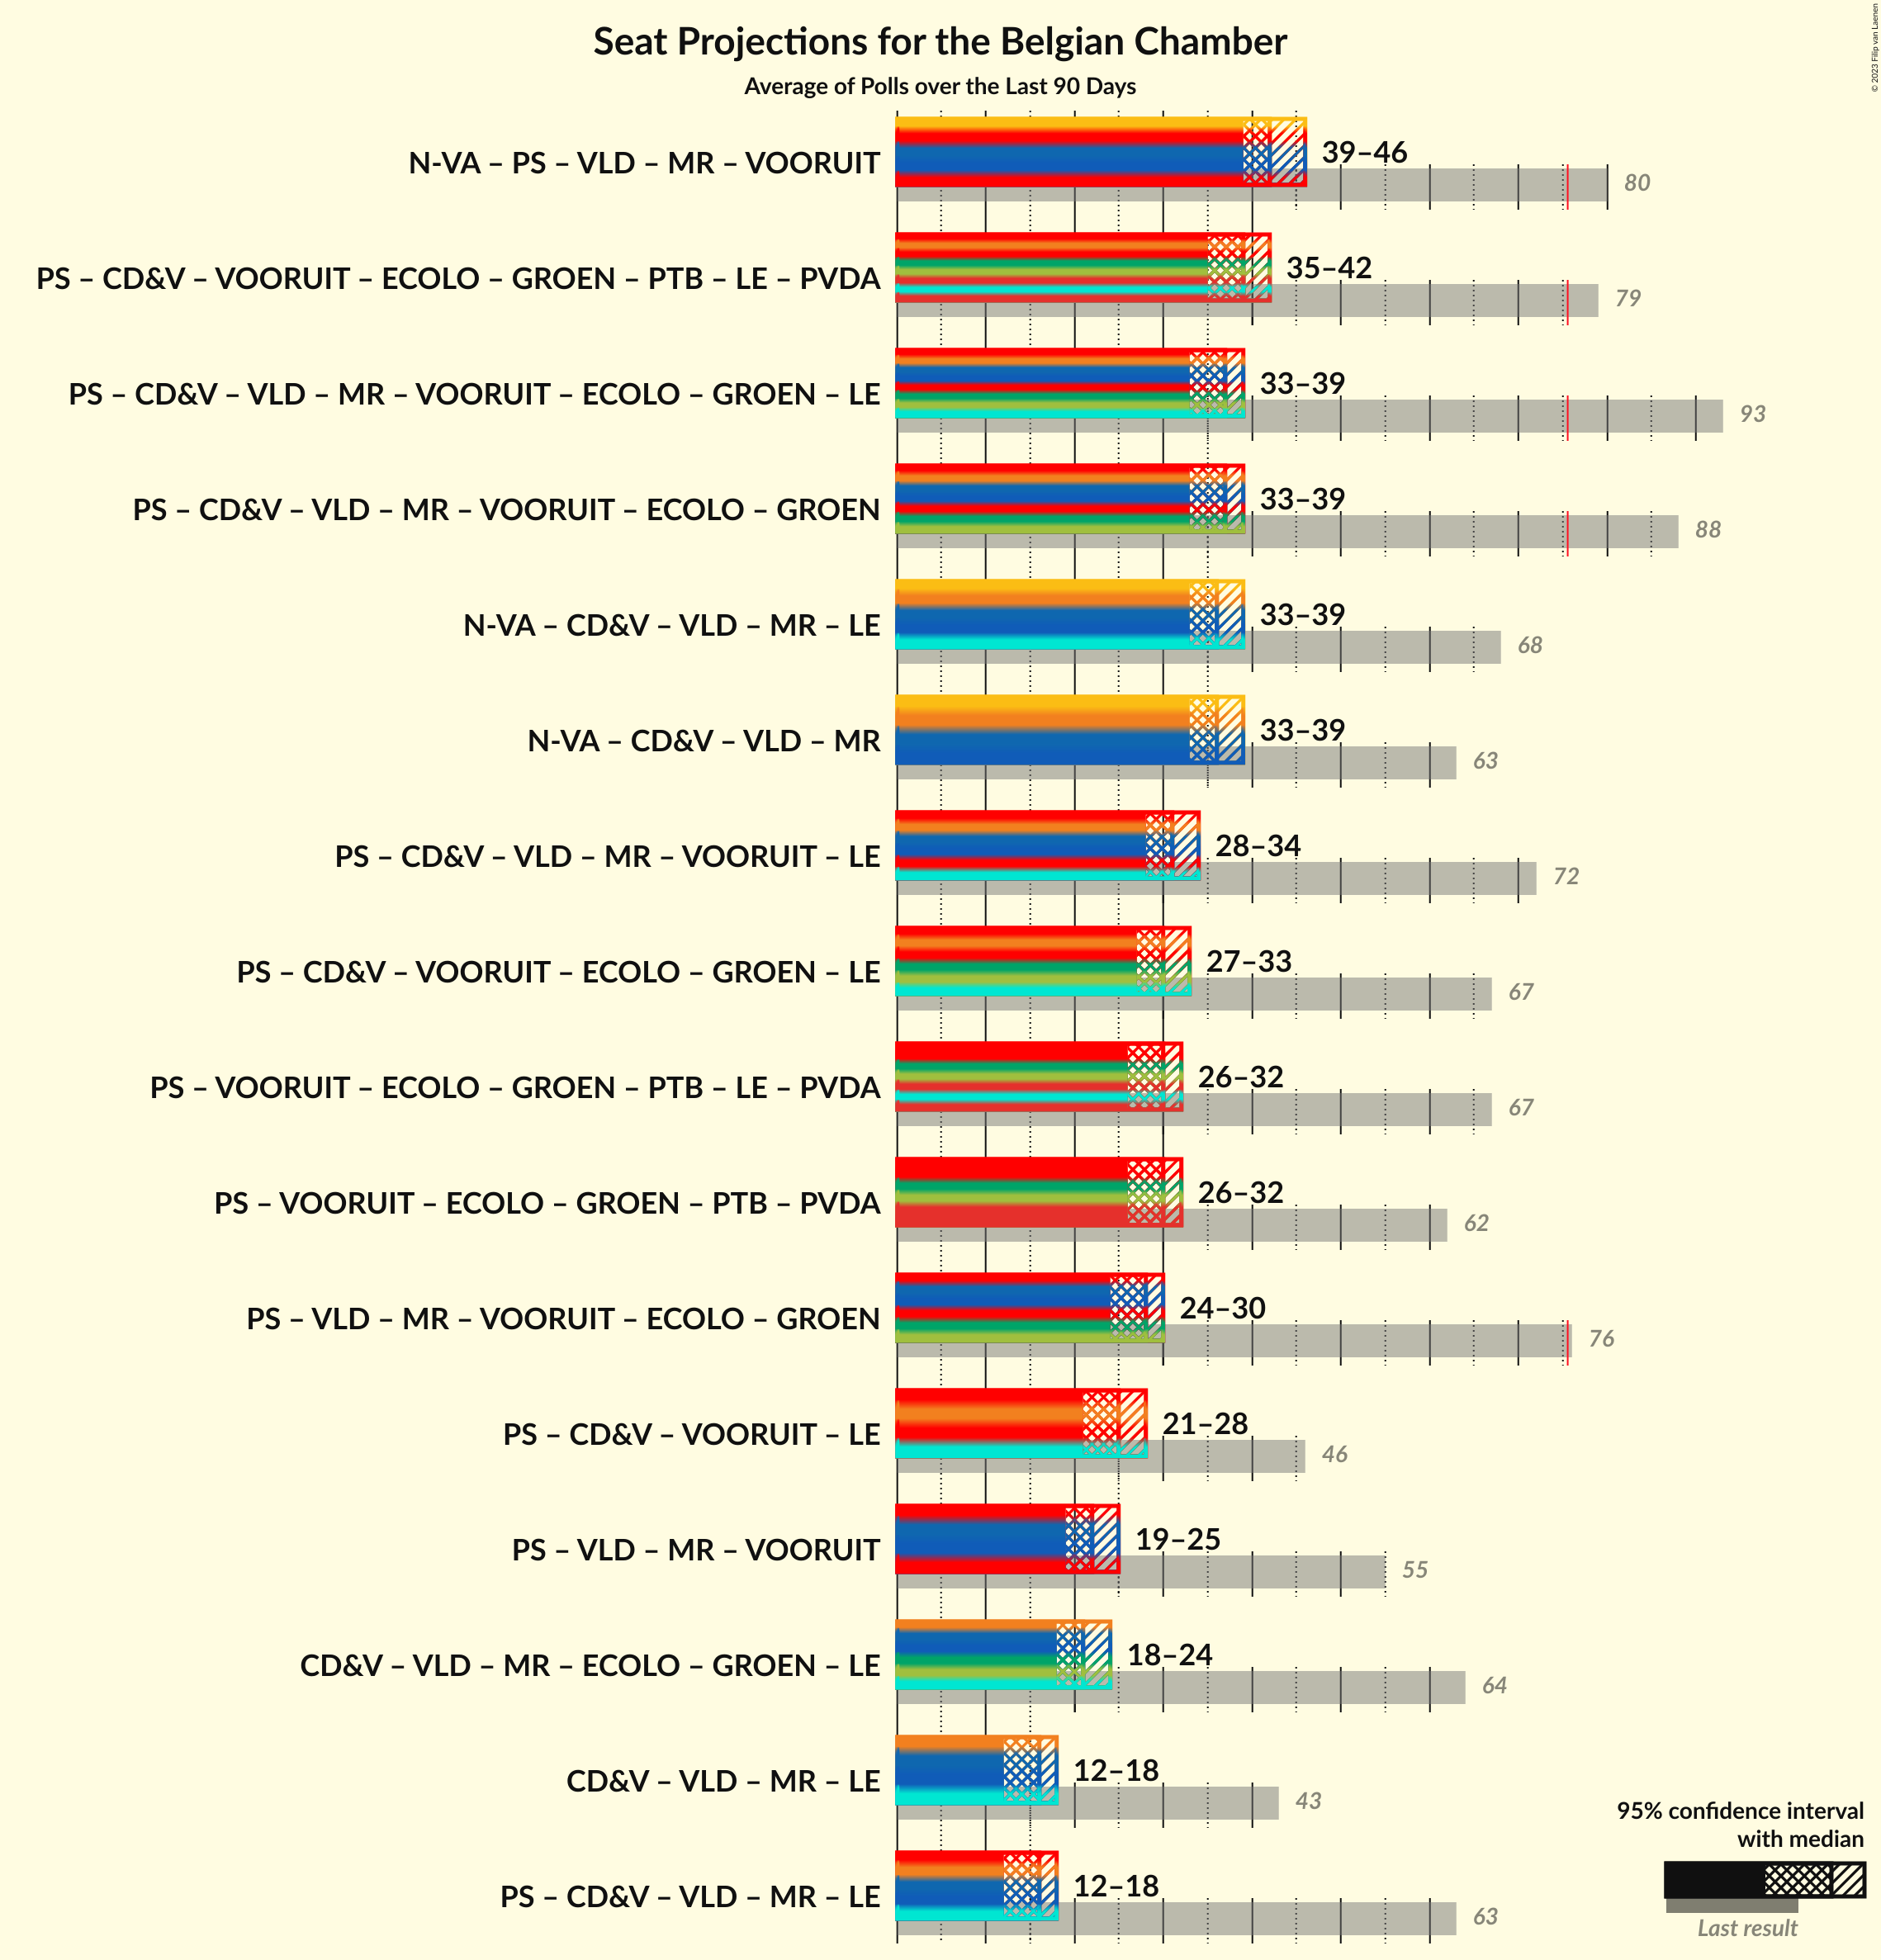 Seat Projections for the Belgian Chamber
Average of Polls over the Last 90 Days
© 2023 Filip van Laenen
N-VA – PS – VLD – MR – VOORUIT 39–46 80
PS – CD&V – VOORUIT – ECOLO – GROEN – PTB – LE – PVDA 35–42 79
PS – CD&V – VLD – MR – VOORUIT – ECOLO – GROEN – LE 33–39 93
PS – CD&V – VLD – MR – VOORUIT – ECOLO – GROEN 33–39 88
N-VA – CD&V – VLD – MR – LE 33–39 68
N-VA – CD&V – VLD – MR 33–39 63
PS – CD&V – VLD – MR – VOORUIT – LE 28–34 72
PS – CD&V – VOORUIT – ECOLO – GROEN – LE 27–33 67
PS – VOORUIT – ECOLO – GROEN – PTB – LE – PVDA 26–32 67
PS – VOORUIT – ECOLO – GROEN – PTB – PVDA 26–32 62
PS – VLD – MR – VOORUIT – ECOLO – GROEN 24–30 76
PS – CD&V – VOORUIT – LE 21–28 46
PS – VLD – MR – VOORUIT 19–25 55
CD&V – VLD – MR – ECOLO – GROEN – LE 18–24 64
CD&V – VLD – MR – LE 12–18 43
PS – CD&V – VLD – MR – LE 12–18 63
95% confidence interval
with median
Last result